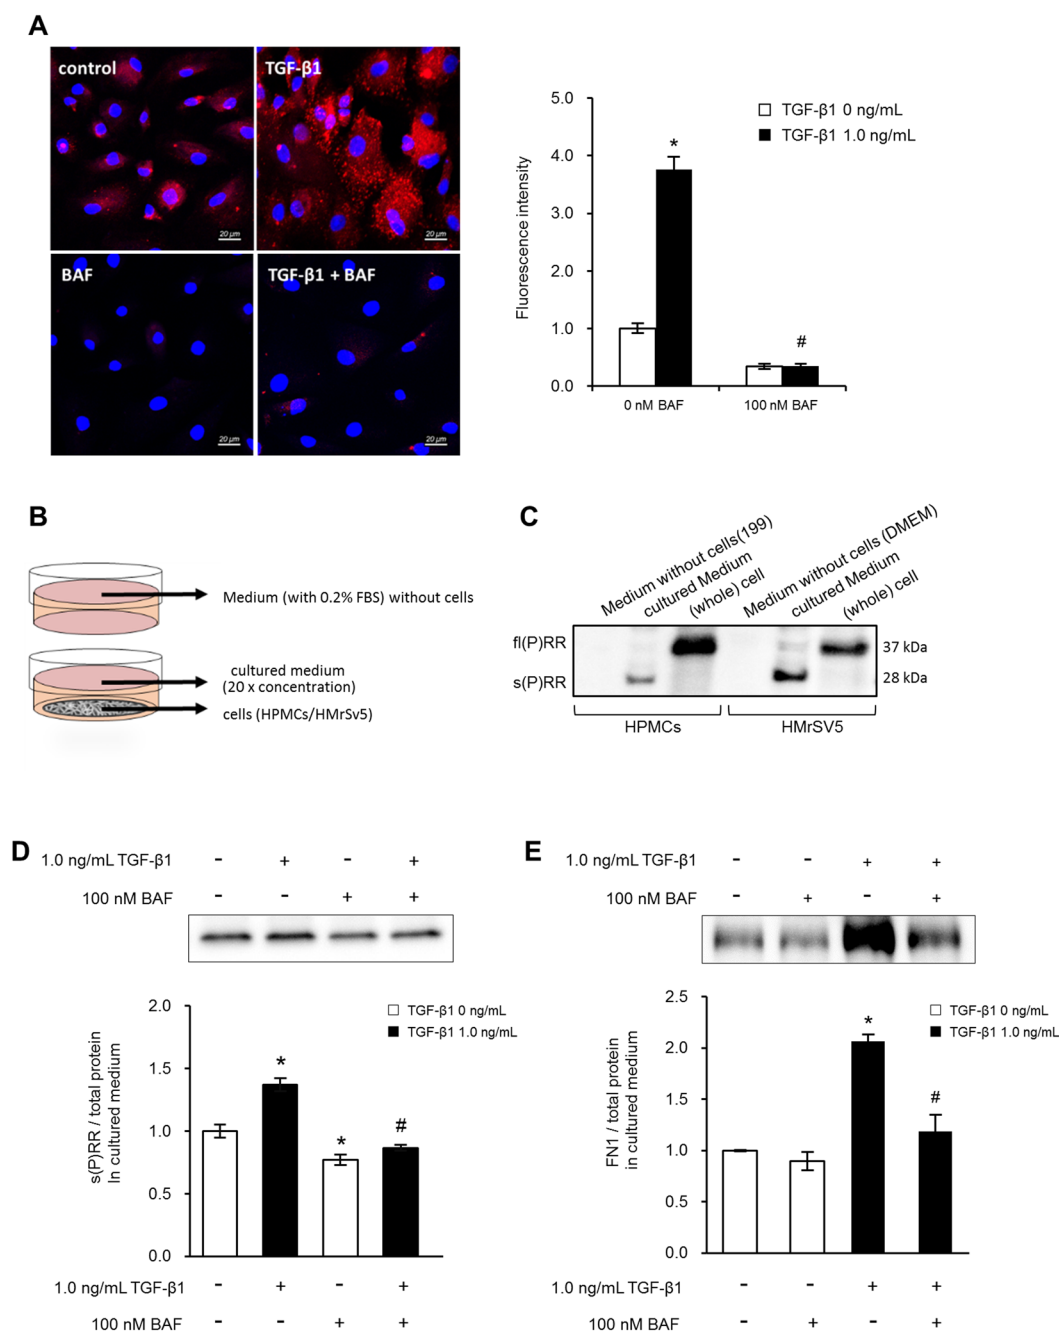 A
control
TGF-β1
20 µm
20 µm
BAF
TGF-β1 + BAF
20 µm
20 µm
Fluorescence intensity
5.0
4.0
3.0
2.0
1.0
0.0
TGF-β1 0 ng/mL
TGF-β1 1.0 ng/mL
*
#
0 nM BAF
100 nM BAF
B
Medium (with 0.2% FBS) without cells
cultured medium
(20 x concentration)
cells (HPMCs/HMrSv5)
C
Medium without cells(199)
cultured Medium
(whole) cell
Medium without cells (DMEM)
cultured Medium
(whole) cell
fl(P)RR
s(P)RR
37 kDa
28 kDa
HPMCs
HMrSV5
D
1.0 ng/mL TGF-β1 - + - +
100 nM BAF - - + +
s(P)RR / total protein
In cultured medium
2.0
1.5
1.0
0.5
0.0
TGF-β1 0 ng/mL
TGF-β1 1.0 ng/mL
*
*
#
1.0 ng/mL TGF-β1 - + - +
100 nM BAF - - + +
E
1.0 ng/mL TGF-β1 - - + +
100 nM BAF - + - +
FN1 / total protein
in cultured medium
2.5
2.0
1.5
1.0
0.5
0.0
TGF-β1 0 ng/mL
TGF-β1 1.0 ng/mL
*
#
1.0 ng/mL TGF-β1 - - + +
100 nM BAF - + - +